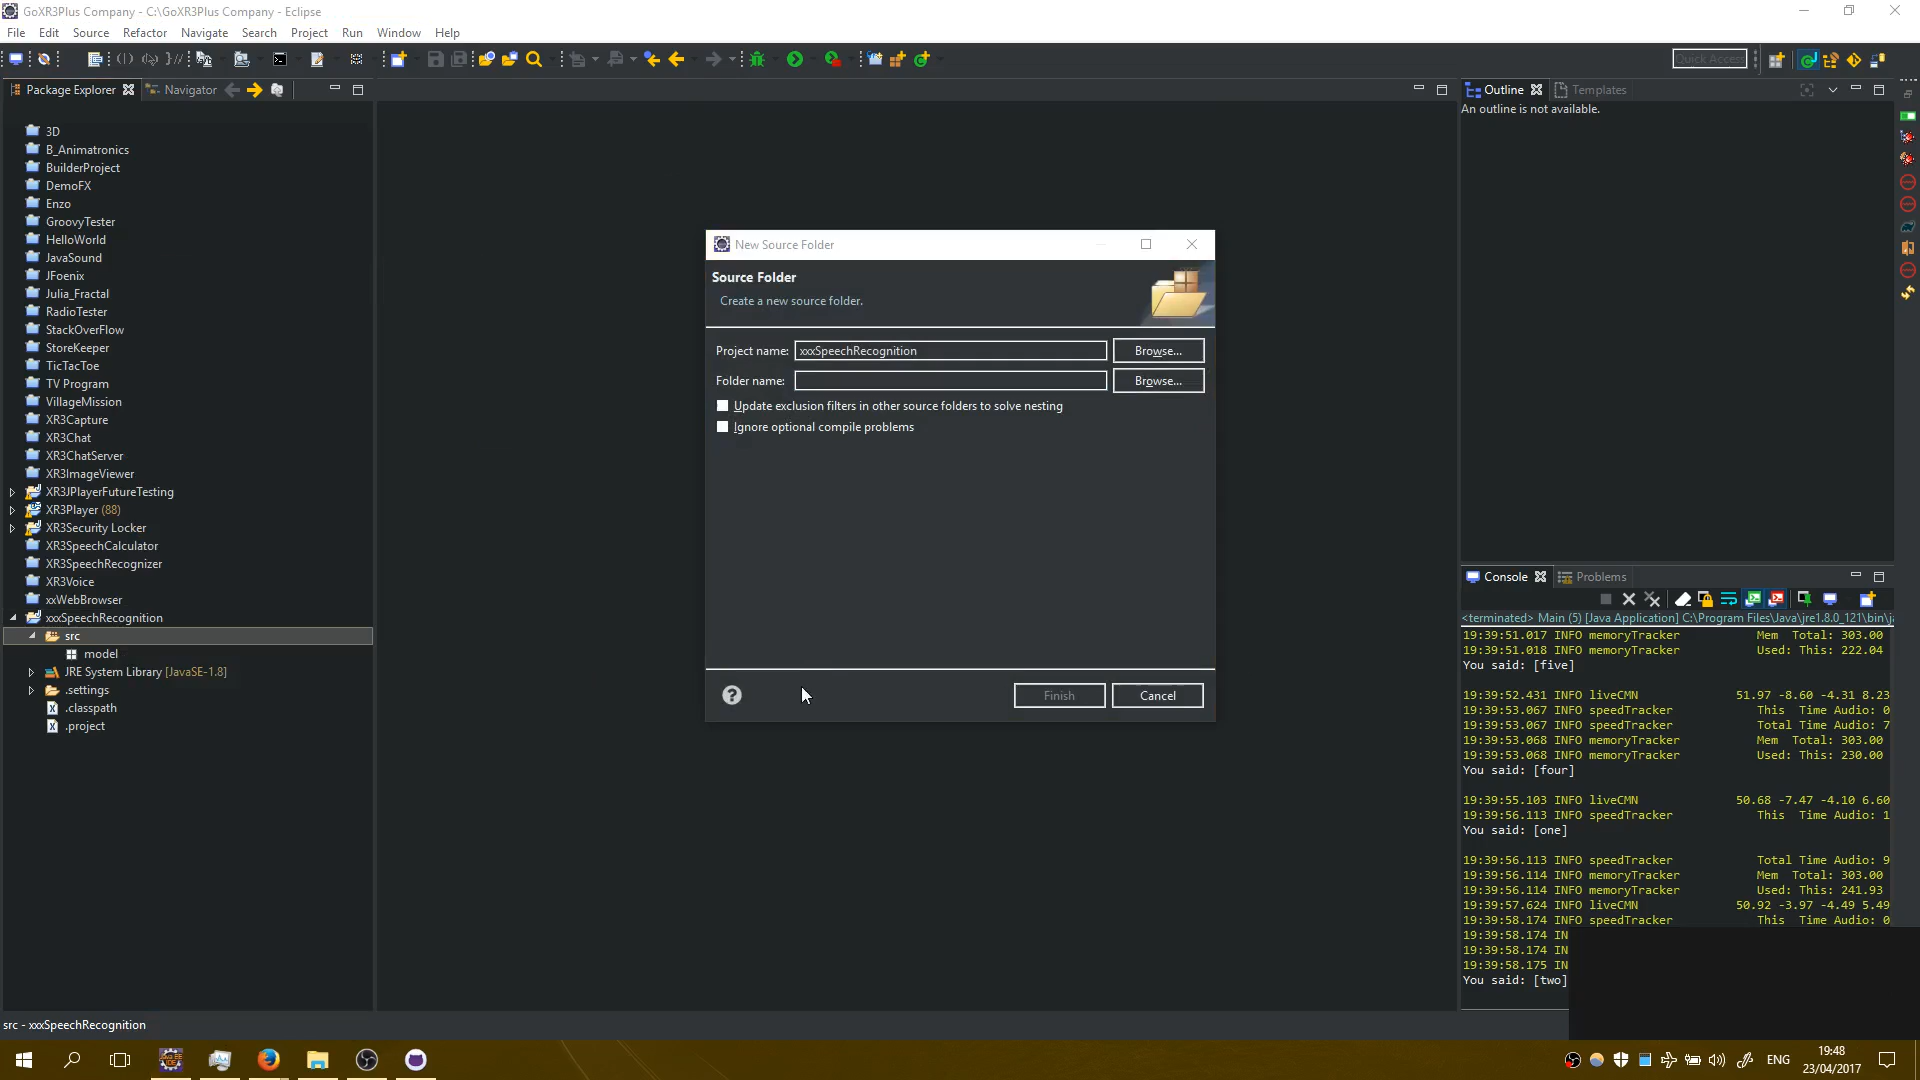 GoXR3Plus Company - C:\GoXR3Plus Company - Eclipse
File Edit Source Refactor Navigate Search Project Run Window Help
Quick Access
Package Explorer
Navigator
3D
B_Animatronics
BuilderProject
DemoFX
Enzo
GroovyTester
HelloWorld
JavaSound
JFoenix
Julia_Fractal
RadioTester
StackOverFlow
StoreKeeper
TicTacToe
TV Program
VillageMission
XR3Capture
XR3Chat
XR3ChatServer
XR3ImageViewer
XR3JPlayerFutureTesting
XR3Player (88)
XR3Security Locker
XR3SpeechCalculator
XR3SpeechRecognizer
XR3Voice
xxWebBrowser
xxxSpeechRecognition
src
model
JRE System Library [JavaSE-1.8]
.settings
.classpath
.project
New Source Folder
Source Folder
Create a new source folder.
Project name: xxxSpeechRecognition Browse...
Folder name: Browse...
Update exclusion filters in other source folders to solve nesting
Ignore optional compile problems
? Finish Cancel
Outline Templates
An outline is not available.
Console Problems
<terminated> Main (5) [Java Application] C:\Program Files\Java\jre1.8.0_121\bin\j
19:39:51.017 INFO memoryTracker Mem Total: 303.00
19:39:51.018 INFO memoryTracker Used: This: 222.04
You said: [five]
19:39:52.431 INFO liveCMN 51.97 -8.60 -4.31 8.23
19:39:53.067 INFO speedTracker This Time Audio: 0
19:39:53.067 INFO speedTracker Total Time Audio: 7
19:39:53.068 INFO memoryTracker Mem Total: 303.00
19:39:53.068 INFO memoryTracker Used: This: 230.00
You said: [four]
19:39:55.103 INFO liveCMN 50.68 -7.47 -4.10 6.60
19:39:56.113 INFO speedTracker This Time Audio: 1
You said: [one]
19:39:56.113 INFO speedTracker Total Time Audio: 9
19:39:56.114 INFO memoryTracker Mem Total: 303.00
19:39:56.114 INFO memoryTracker Used: This: 241.93
19:39:57.624 INFO liveCMN 50.92 -3.97 -4.49 5.49
19:39:58.174 INFO speedTracker This Time Audio: 0
19:39:58.174 IN
19:39:58.174 IN
19:39:58.175 IN
You said: [two]
src - xxxSpeechRecognition
ENG
19:48
23/04/2017